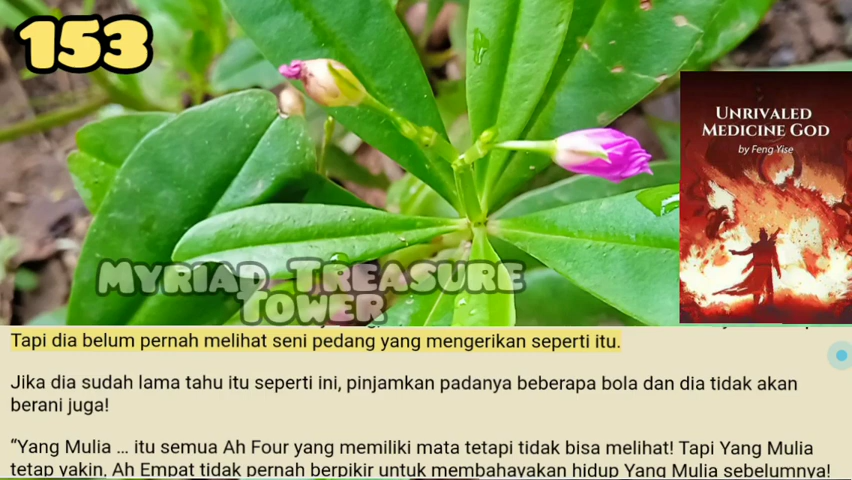 153
UNRIVALED
MEDICINE GOD
by Feng Yise
MYRIAD TREASURE
TOWER
Tapi dia belum pernah melihat seni pedang yang mengerikan seperti itu.
Jika dia sudah lama tahu itu seperti ini, pinjamkan padanya beberapa bola dan dia tidak akan
berani juga!
“Yang Mulia ... itu semua Ah Four yang memiliki mata tetapi tidak bisa melihat! Tapi Yang Mulia
tetap yakin, Ah Empat tidak pernah berpikir untuk membahayakan hidup Yang Mulia sebelumnya!